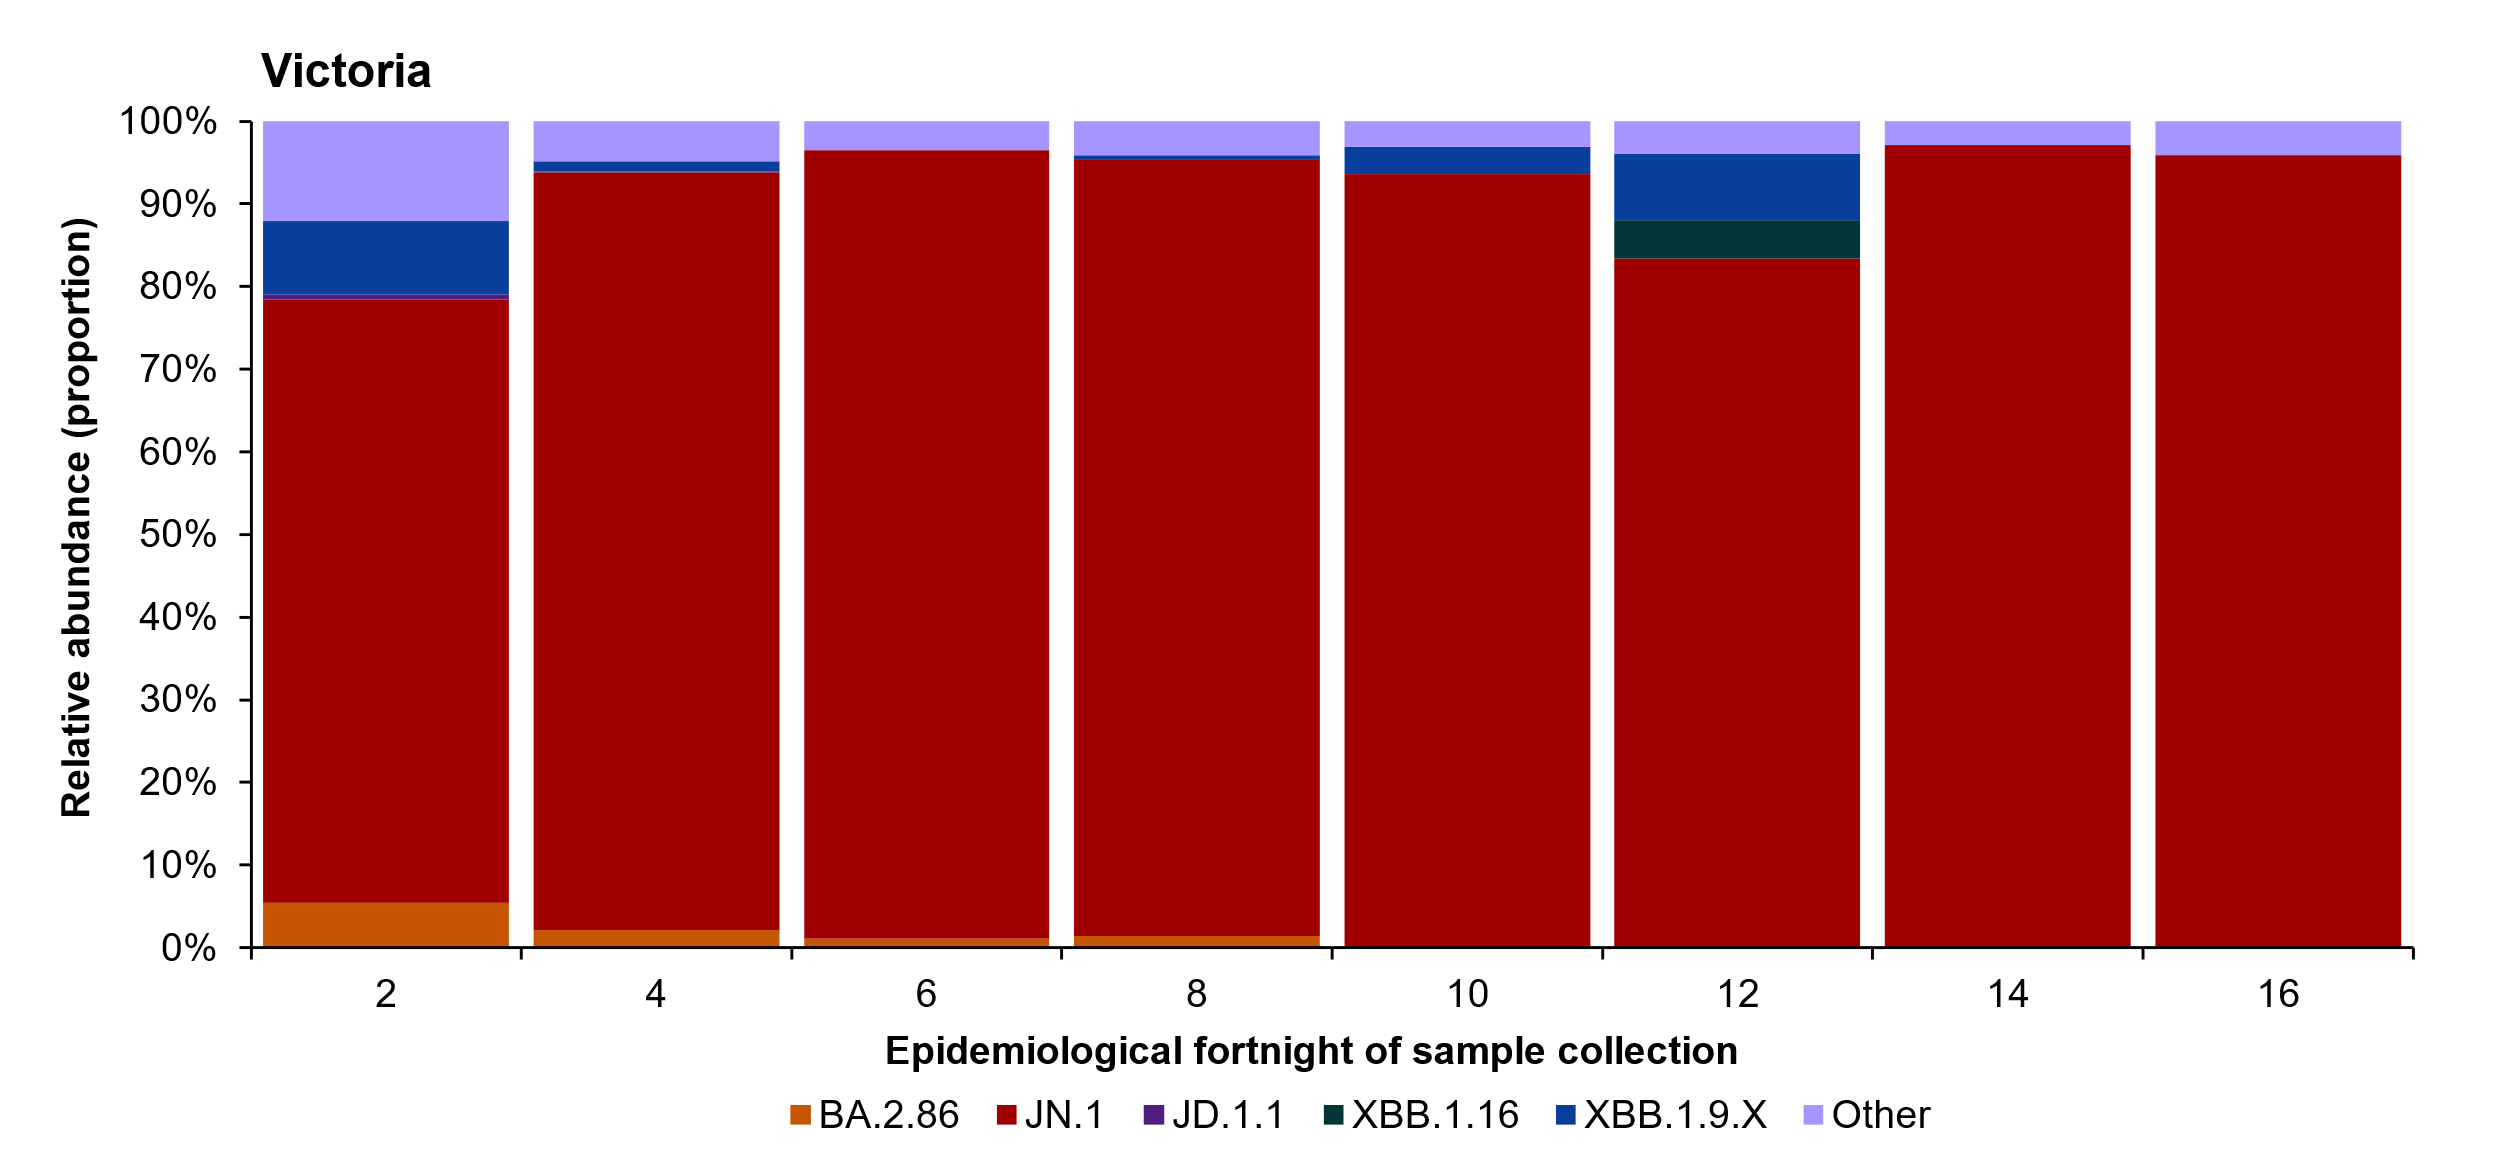 Victoria
100%
90%
80%
70%
60%
50%
40%
30%
20%
10%
0%
Relative abundance (proportion)
2 4 6 8 10 12 14 16
Epidemiological fortnight of sample collection
BA.2.86 JN.1 JD.1.1 XBB.1.16 XBB.1.9.X Other